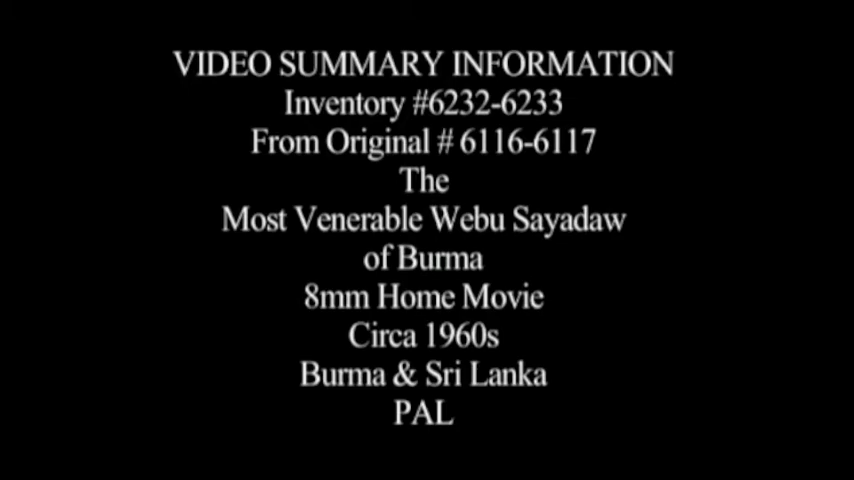 VIDEO SUMMARY INFORMATION
Inventory #6232-6233
From Original # 6116-6117
The
Most Venerable Webu Sayadaw
of Burma
8mm Home Movie
Circa 1960s
Burma & Sri Lanka
PAL